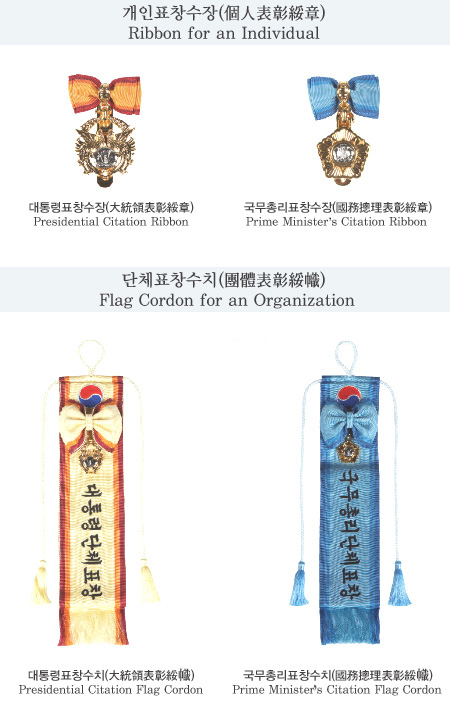 개인표창수장(個人表彰綬章)
Ribbon for an Individual
대통령표창수장(大統領表彰綬章)
Presidential Citation Ribbon
국무총리표창수장(國務摠理表彰綬章)
Prime Minister's Citation Ribbon
단체표창수치(團體表彰綬幟)
Flag Cordon for an Organization
대통령단체표창
국무총리단체표창
대통령표창수치(大統領表彰綬幟)
Presidential Citation Flag Cordon
국무총리표창수치(國務摠理表彰綬幟)
Prime Minister's Citation Flag Cordon